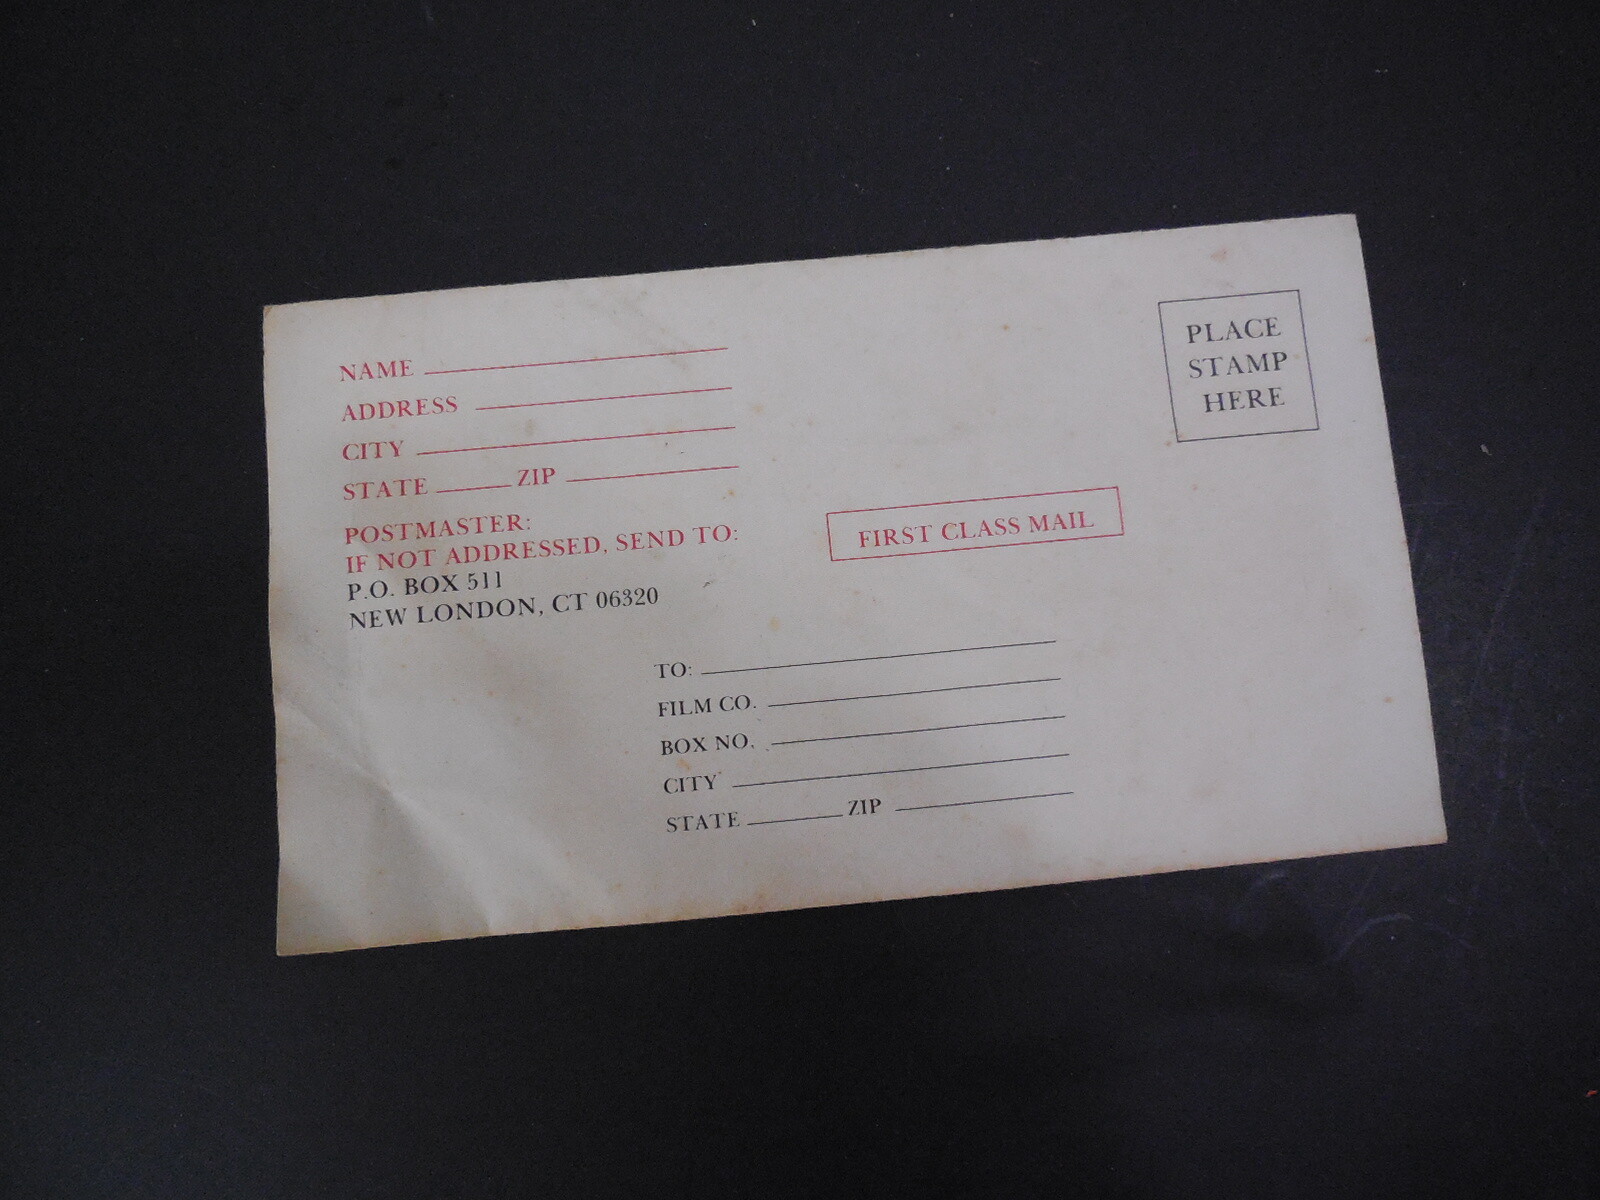 NAME
ADDRESS
CITY
STATE ZIP
POSTMASTER:
IF NOT ADDRESSED, SEND TO:
P.O. BOX 511
NEW LONDON, CT 06320
PLACE
STAMP
HERE
FIRST CLASS MAIL
TO:
FILM CO.
BOX NO.
CITY
STATE ZIP